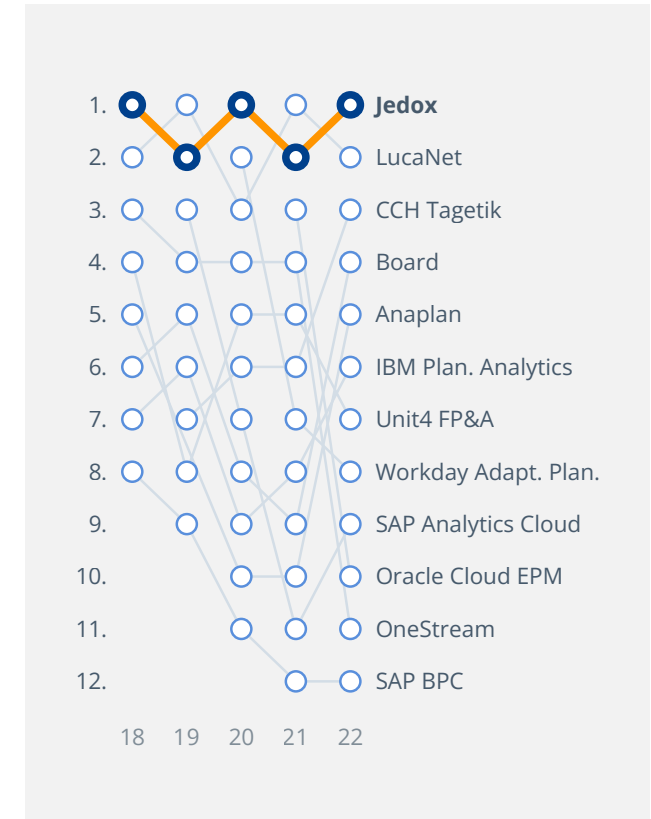 1. Jedox
2. LucaNet
3. CCH Tagetik
4. Board
5. Anaplan
6. IBM Plan. Analytics
7. Unit4 FP&A
8. Workday Adapt. Plan.
9. SAP Analytics Cloud
10. Oracle Cloud EPM
11. OneStream
12. SAP BPC
18 19 20 21 22